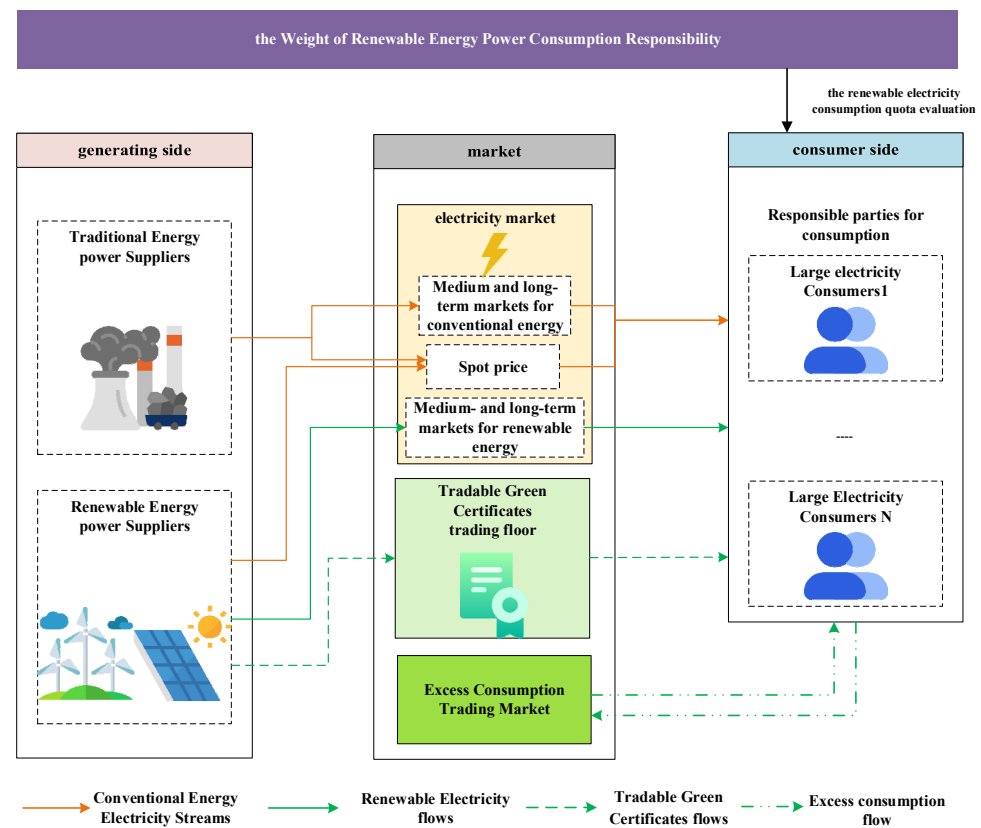 the Weight of Renewable Energy Power Consumption Responsibility
the renewable electricity
consumption quota evaluation
generating side
Traditional Energy
power Suppliers
Renewable Energy
power Suppliers
market
electricity market
Medium and long-
term markets for
conventional energy
Spot price
Medium- and long-term
markets for renewable
energy
Tradable Green
Certificates
trading floor
Excess Consumption
Trading Market
consumer side
Responsible parties for
consumption
Large electricity
Consumers1
----
Large Electricity
Consumers N
Conventional Energy
Electricity Streams
Renewable Electricity
flows
Tradable Green
Certificates flows
Excess consumption
flow